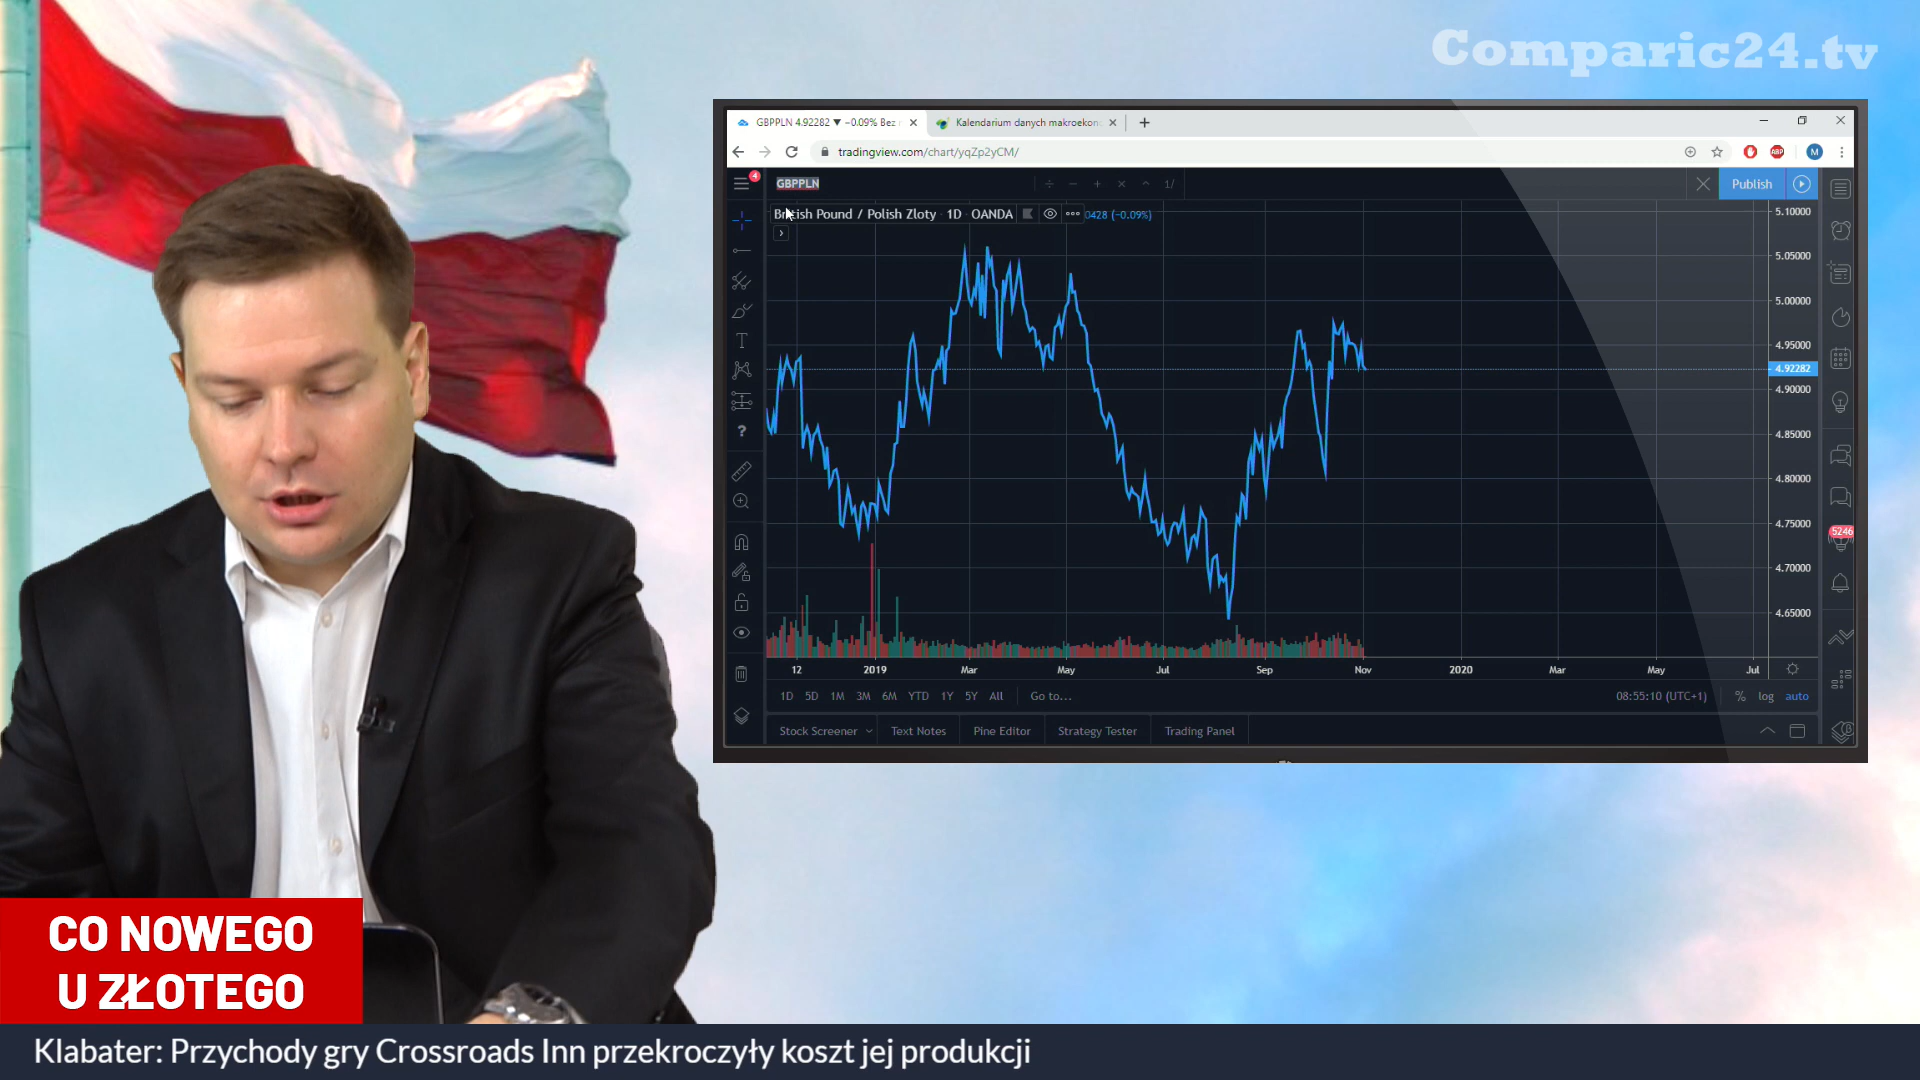 Comparic24.tv
GBPPLN 4.92282 ▼ −0.09% Bez
Kalendarium danych makroekon
tradingview.com/chart/yqZp2yCM/
ABP
M
4
GBPPLN
1/
Publish
British Pound / Polish Zloty 1D OANDA 0428 (−0.09%)
5.10000
5.05000
5.00000
4.95000
4.92282
4.90000
4.85000
4.80000
4.75000
4.70000
4.65000
5246
12 2019 Mar May Jul Sep Nov 2020 Mar May Jul
1D 5D 1M 3M 6M YTD 1Y 5Y All Go to... 08:55:10 (UTC+1) % log auto
Stock Screener Text Notes Pine Editor Strategy Tester Trading Panel
CO NOWEGO
U ZŁOTEGO
Klabater: Przychody gry Crossroads Inn przekroczyły koszt jej produkcji